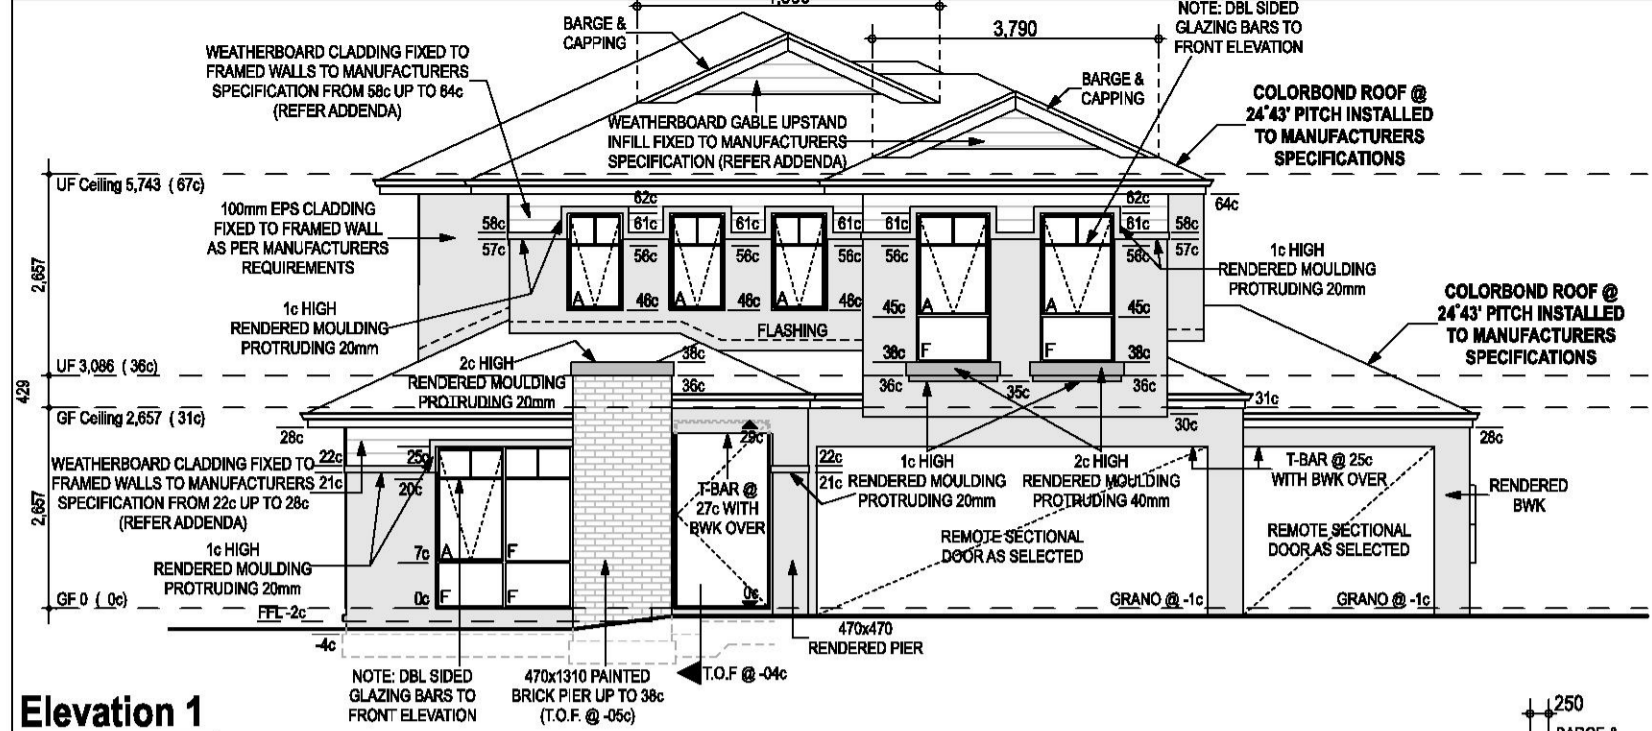 BARGE &
CAPPING
3,790
NOTE: DBL SIDED
GLAZING BARS TO
FRONT ELEVATION
WEATHERBOARD CLADDING FIXED TO
FRAMED WALLS TO MANUFACTURERS
SPECIFICATION FROM 58c UP TO 64c
(REFER ADDENDA)
BARGE &
CAPPING
COLORBOND ROOF @
24°43' PITCH INSTALLED
TO MANUFACTURERS
SPECIFICATIONS
WEATHERBOARD GABLE UPSTAND
INFILL FIXED TO MANUFACTURERS
SPECIFICATION (REFER ADDENDA)
UF Ceiling 5,743 ( 67c)
100mm EPS CLADDING
FIXED TO FRAMED WALL
AS PER MANUFACTURERS
REQUIREMENTS
62c 62c 64c
58c 61c 61c 61c 61c 61c 58c
57c 56c 56c 56c 56c 56c 57c
A A A A A
46c 46c 46c 45c 45c
2,657
1c HIGH
RENDERED MOULDING
PROTRUDING 20mm
1c HIGH
RENDERED MOULDING
PROTRUDING 20mm
FLASHING
COLORBOND ROOF @
24°43' PITCH INSTALLED
TO MANUFACTURERS
SPECIFICATIONS
F F
38c 38c 38c
UF 3,086 ( 36c)
2c HIGH
RENDERED MOULDING
PROTRUDING 20mm
36c 36c 35c 36c
429
31c
GF Ceiling 2,657 ( 31c)
28c 29c 30c 28c
WEATHERBOARD CLADDING FIXED TO
FRAMED WALLS TO MANUFACTURERS
SPECIFICATION FROM 22c UP TO 28c
(REFER ADDENDA)
22c
21c
25c
20c
T-BAR @
27c WITH
BWK OVER
22c
21c
1c HIGH
RENDERED MOULDING
PROTRUDING 20mm
2c HIGH
RENDERED MOULDING
PROTRUDING 40mm
T-BAR @ 25c
WITH BWK OVER
RENDERED
BWK
2,657
1c HIGH
RENDERED MOULDING
PROTRUDING 20mm
7c A F
REMOTE SECTIONAL
DOOR AS SELECTED
REMOTE SECTIONAL
DOOR AS SELECTED
GF 0 ( 0c)
0c F F 0c
GRANO @ -1c
GRANO @ -1c
FFL -2c
-4c
470x470
RENDERED PIER
NOTE: DBL SIDED
GLAZING BARS TO
FRONT ELEVATION
470x1310 PAINTED
BRICK PIER UP TO 38c
(T.O.F. @ -05c)
T.O.F @ -04c
Elevation 1
250